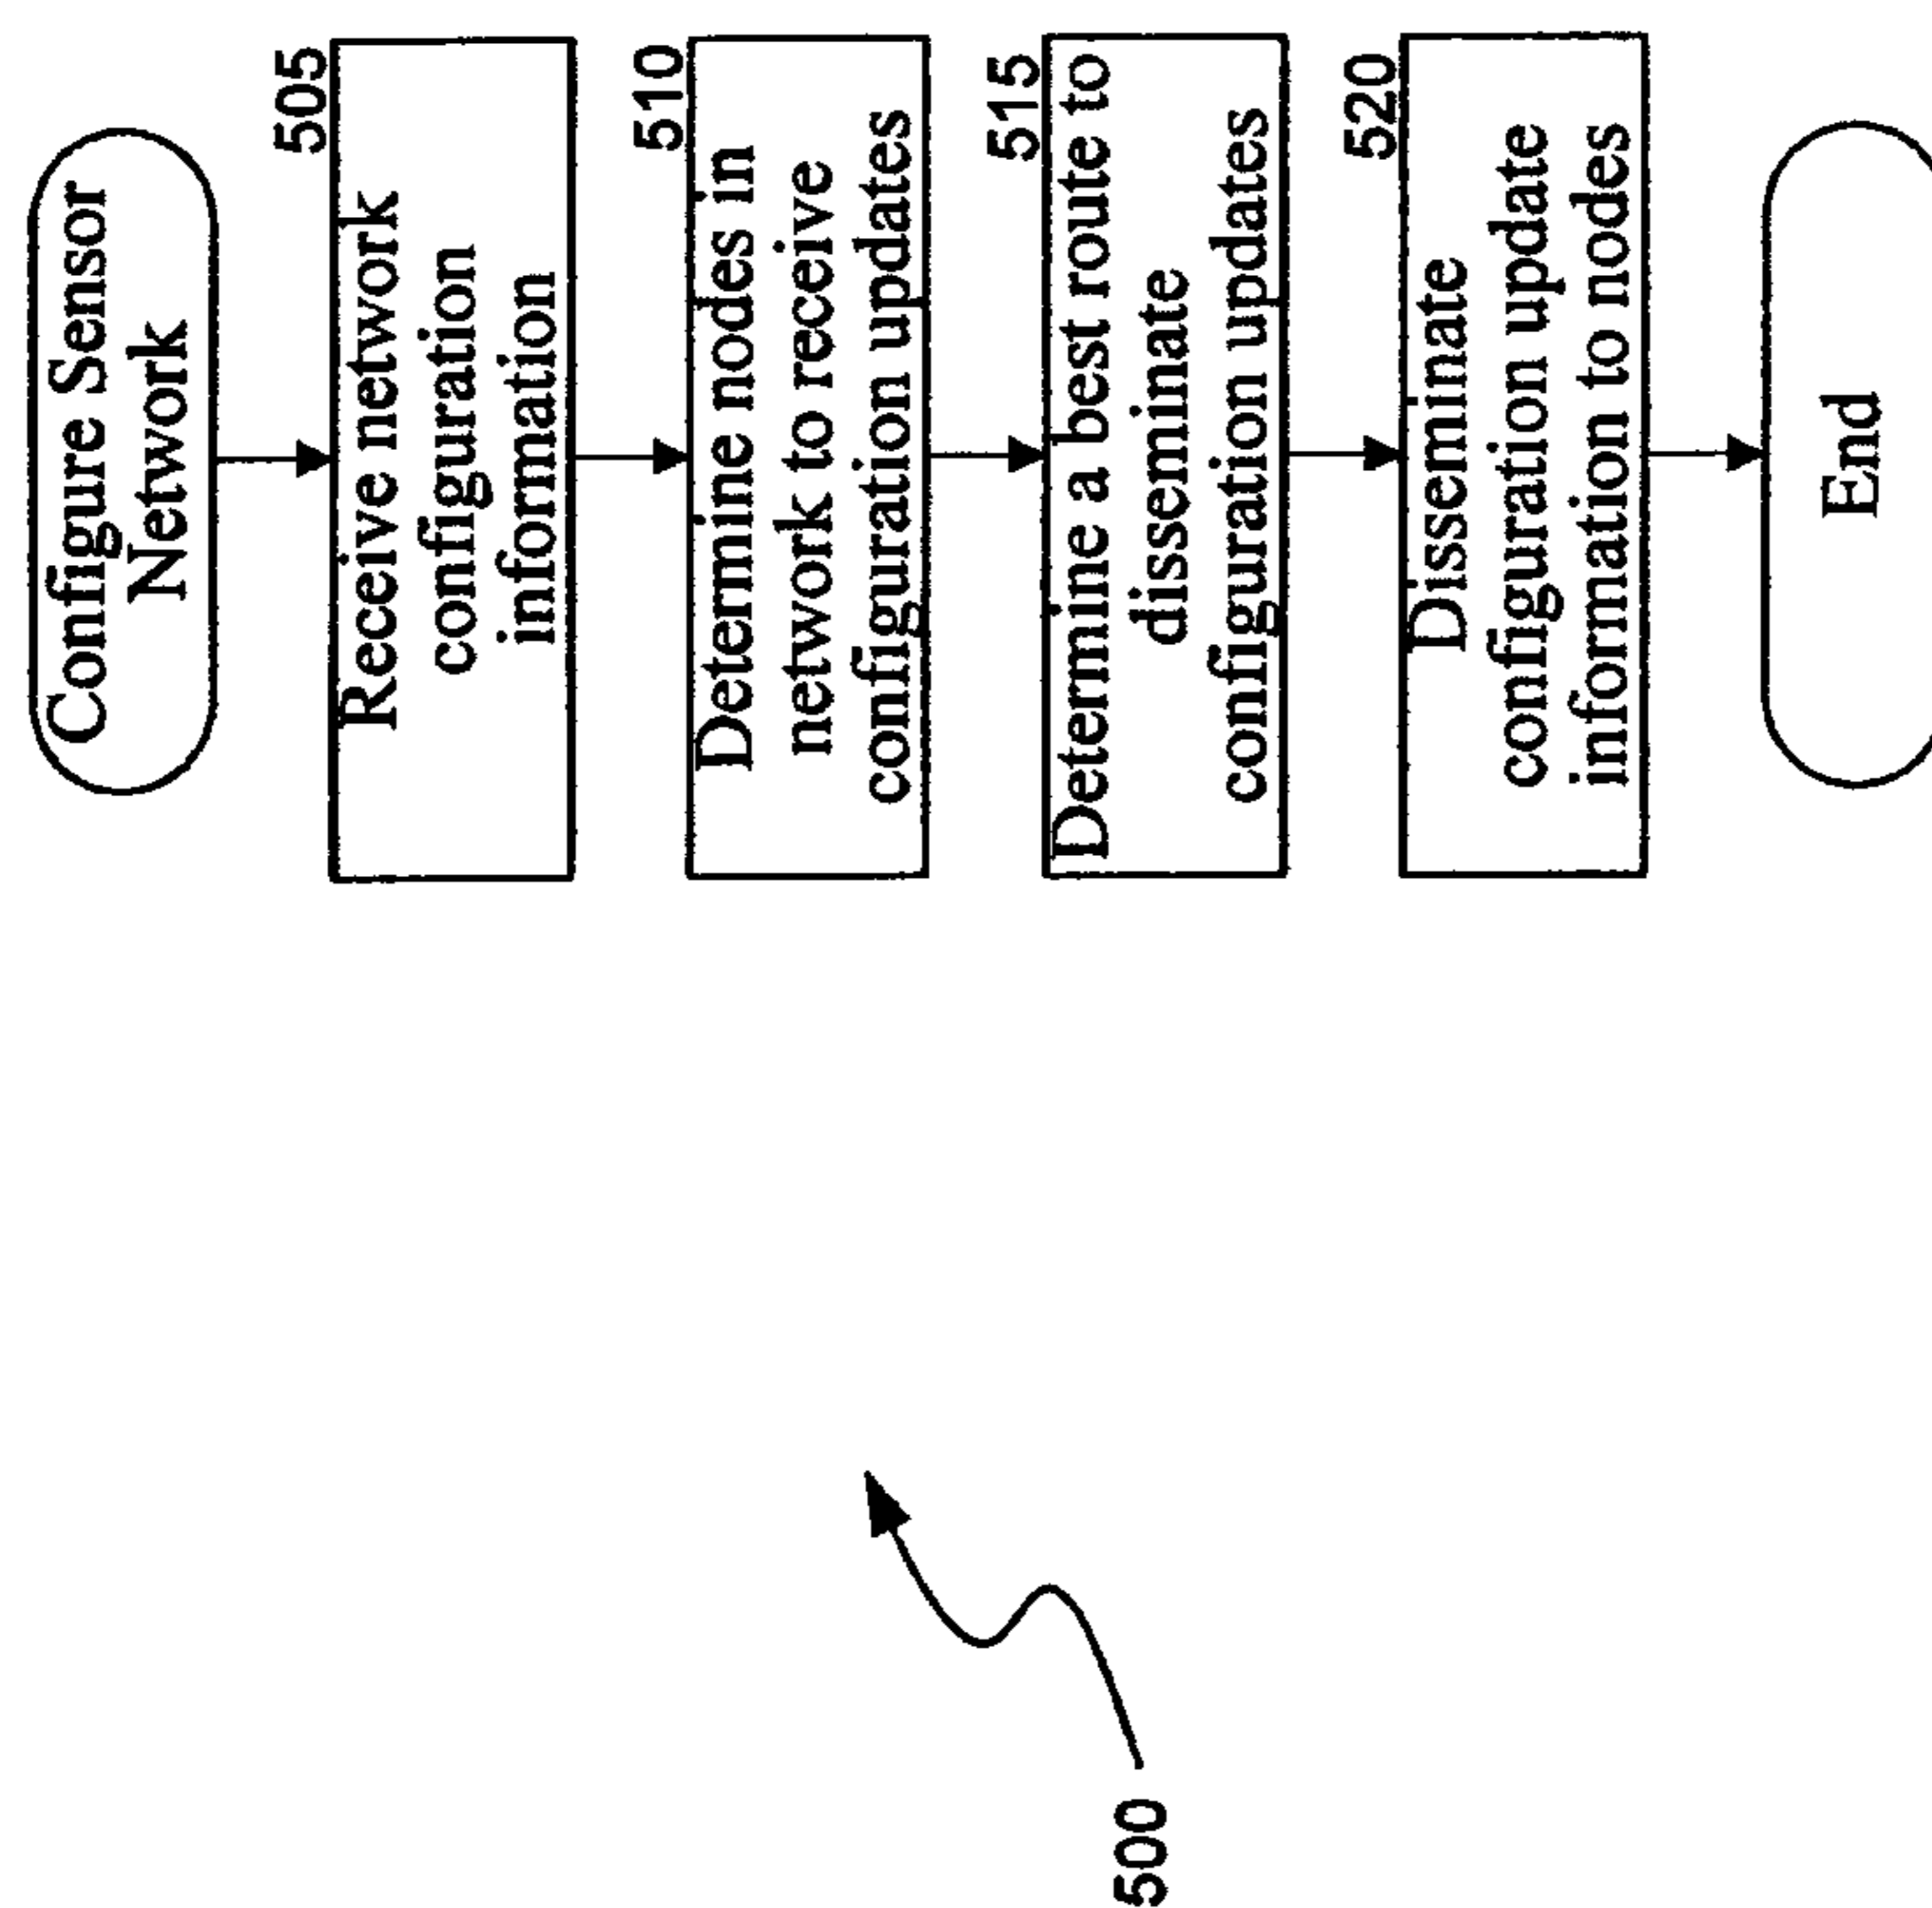 Configure Sensor
Network
505
Receive network
configuration
information
510
Determine nodes in
network to receive
configuration updates
515
Determine a best route to
disseminate
configuration updates
520
Disseminate
configuration update
information to nodes
End
500